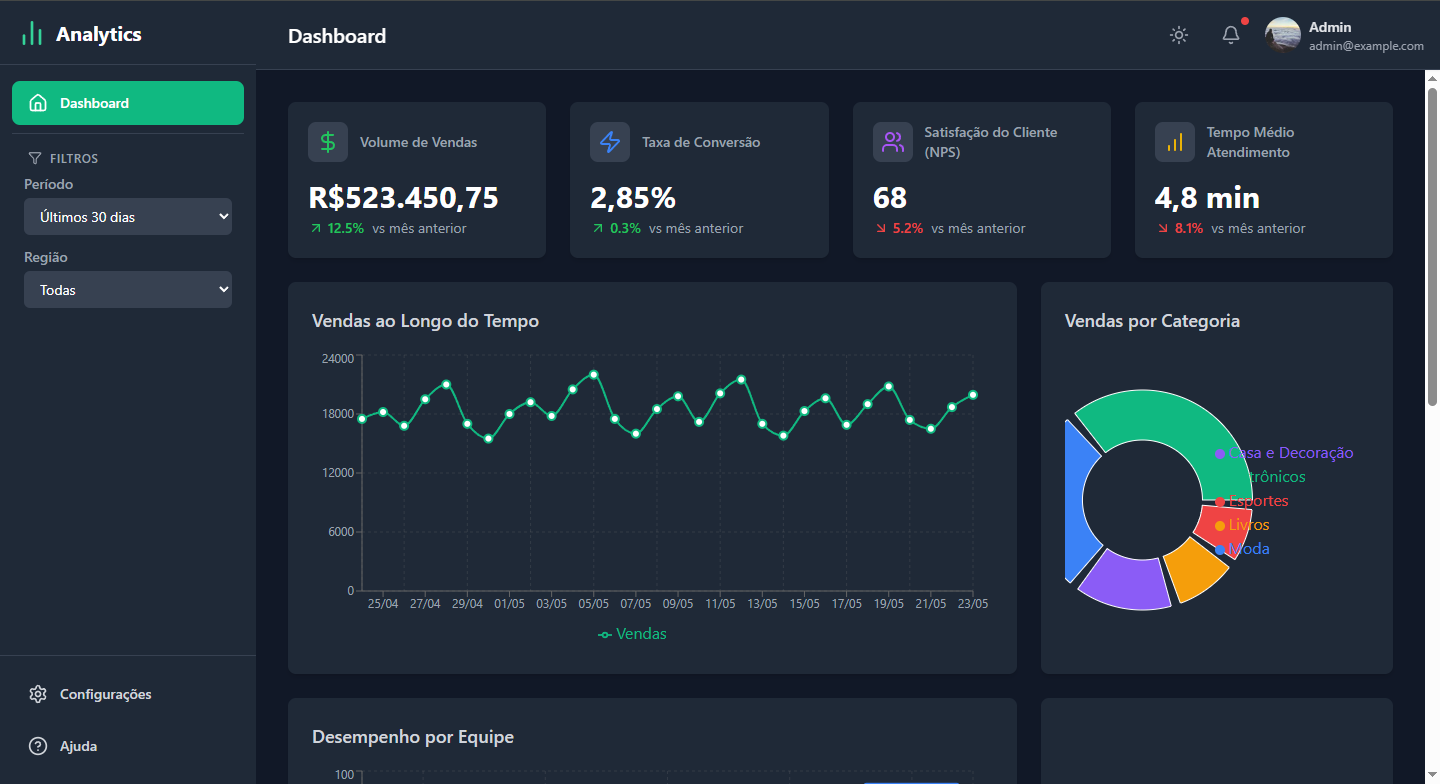 Analytics
Dashboard
Admin
admin@example.com
Dashboard
FILTROS
Período
Últimos 30 dias
Região
Todas
Configurações
Ajuda
Volume de Vendas
R$523.450,75
12.5% vs mês anterior
Taxa de Conversão
2,85%
0.3% vs mês anterior
Satisfação do Cliente
(NPS)
68
5.2% vs mês anterior
Tempo Médio
Atendimento
4,8 min
8.1% vs mês anterior
Vendas ao Longo do Tempo
24000
18000
12000
6000
0
25/04 27/04 29/04 01/05 03/05 05/05 07/05 09/05 11/05 13/05 15/05 17/05 19/05 21/05 23/05
Vendas
Vendas por Categoria
Casa e Decoração
Esportes
Livros
Moda
Desempenho por Equipe
100